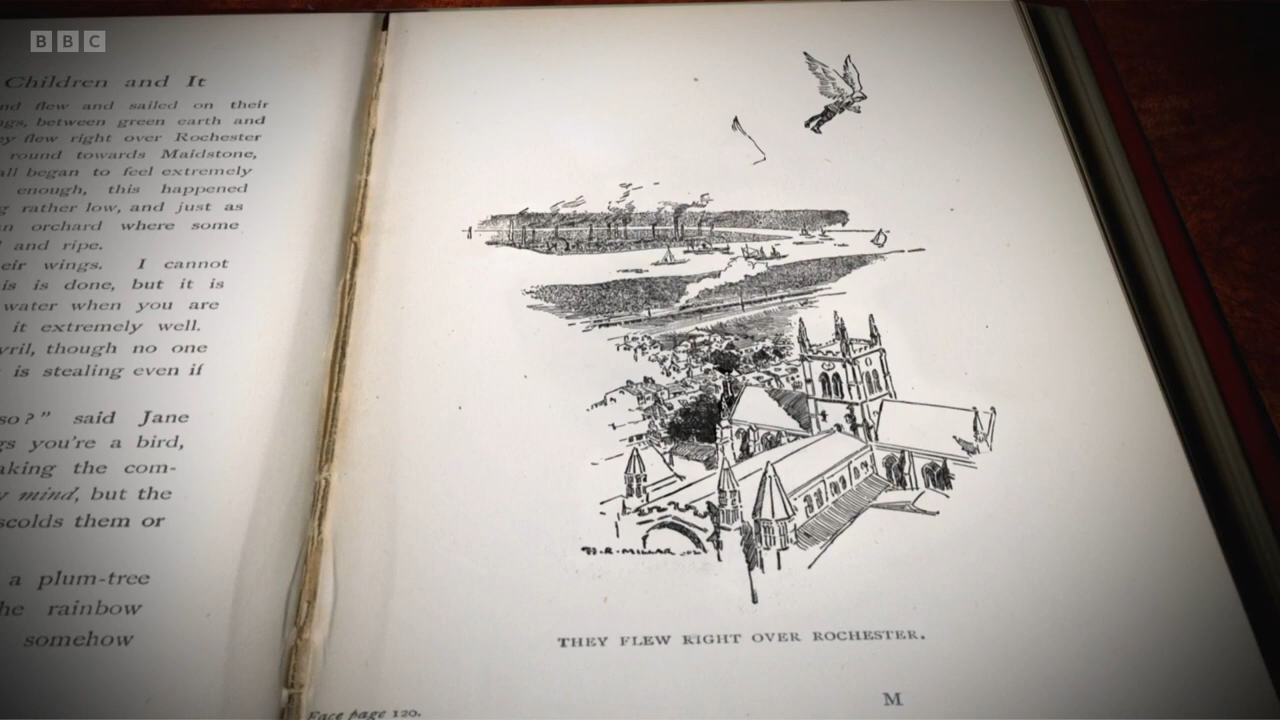 BBC
Children and It
nd flew and sailed on their
ngs, between green earth and
ey flew right over Rochester
round towards Maidstone,
all began to feel extremely
enough, this happened
g rather low, and just as
an orchard where some
and ripe.
eir wings. I cannot
is is done, but it is
water when you are
it extremely well.
yril, though no one
is stealing even if
so?" said Jane
gs you're a bird,
aking the com-
y mind, but the
scolds them or
a plum-tree
he rainbow
somehow
H. R. MILLAR
THEY FLEW RIGHT OVER ROCHESTER.
M
Face page 120.